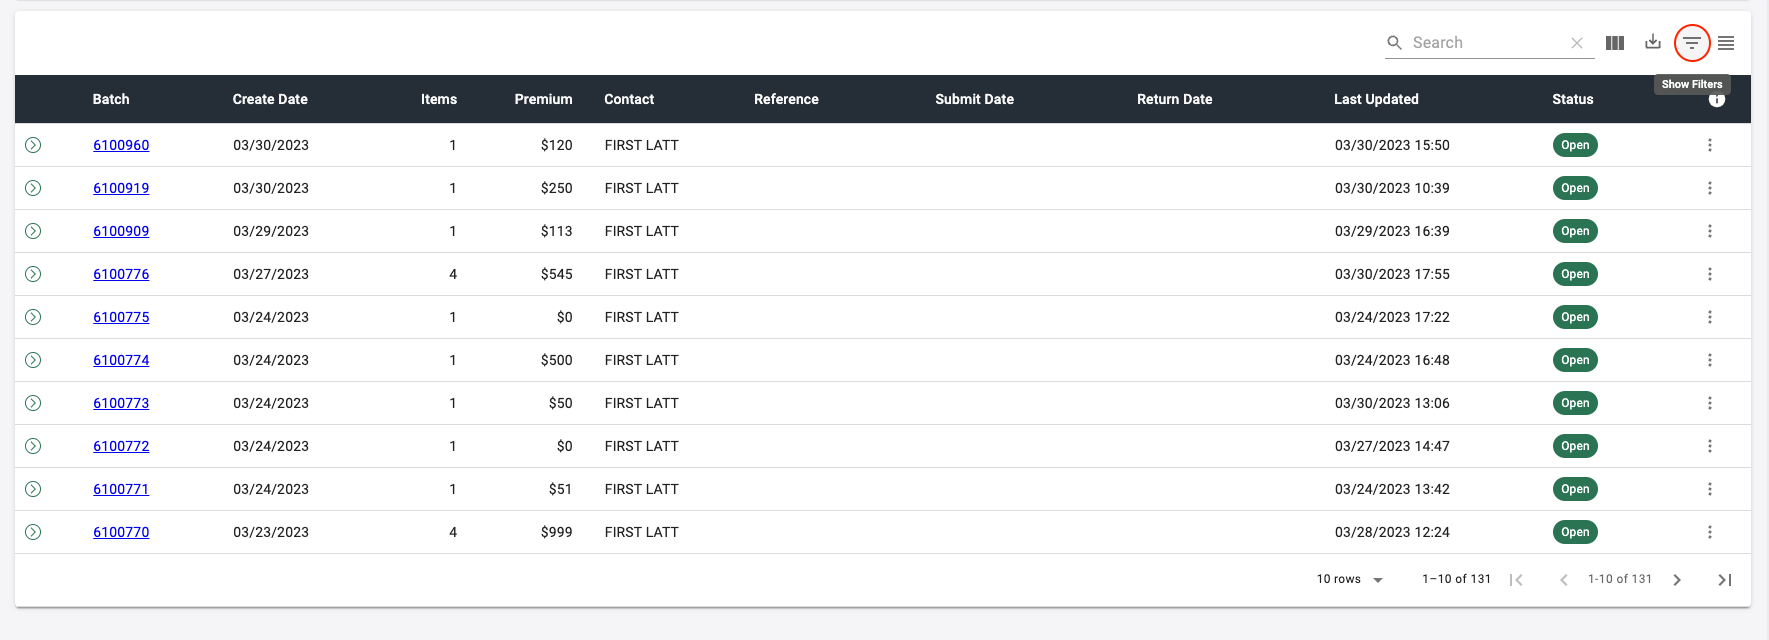 Search
Show Filters
Batch Create Date Items Premium Contact Reference Submit Date Return Date Last Updated Status
6100960 03/30/2023 1 $120 FIRST LATT 03/30/2023 15:50 Open
6100919 03/30/2023 1 $250 FIRST LATT 03/30/2023 10:39 Open
6100909 03/29/2023 1 $113 FIRST LATT 03/29/2023 16:39 Open
6100776 03/27/2023 4 $545 FIRST LATT 03/30/2023 17:55 Open
6100775 03/24/2023 1 $0 FIRST LATT 03/24/2023 17:22 Open
6100774 03/24/2023 1 $500 FIRST LATT 03/24/2023 16:48 Open
6100773 03/24/2023 1 $50 FIRST LATT 03/30/2023 13:06 Open
6100772 03/24/2023 1 $0 FIRST LATT 03/27/2023 14:47 Open
6100771 03/24/2023 1 $51 FIRST LATT 03/24/2023 13:42 Open
6100770 03/23/2023 4 $999 FIRST LATT 03/28/2023 12:24 Open
10 rows 1–10 of 131 1-10 of 131